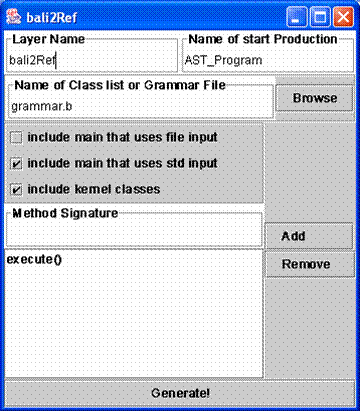 bali2Ref
Layer Name
Name of start Production
bali2Ref
AST_Program
Name of Class list or Grammar File
grammar.b
Browse
include main that uses file input
include main that uses std input
include kernel classes
Method Signature
Add
execute()
Remove
Generate!